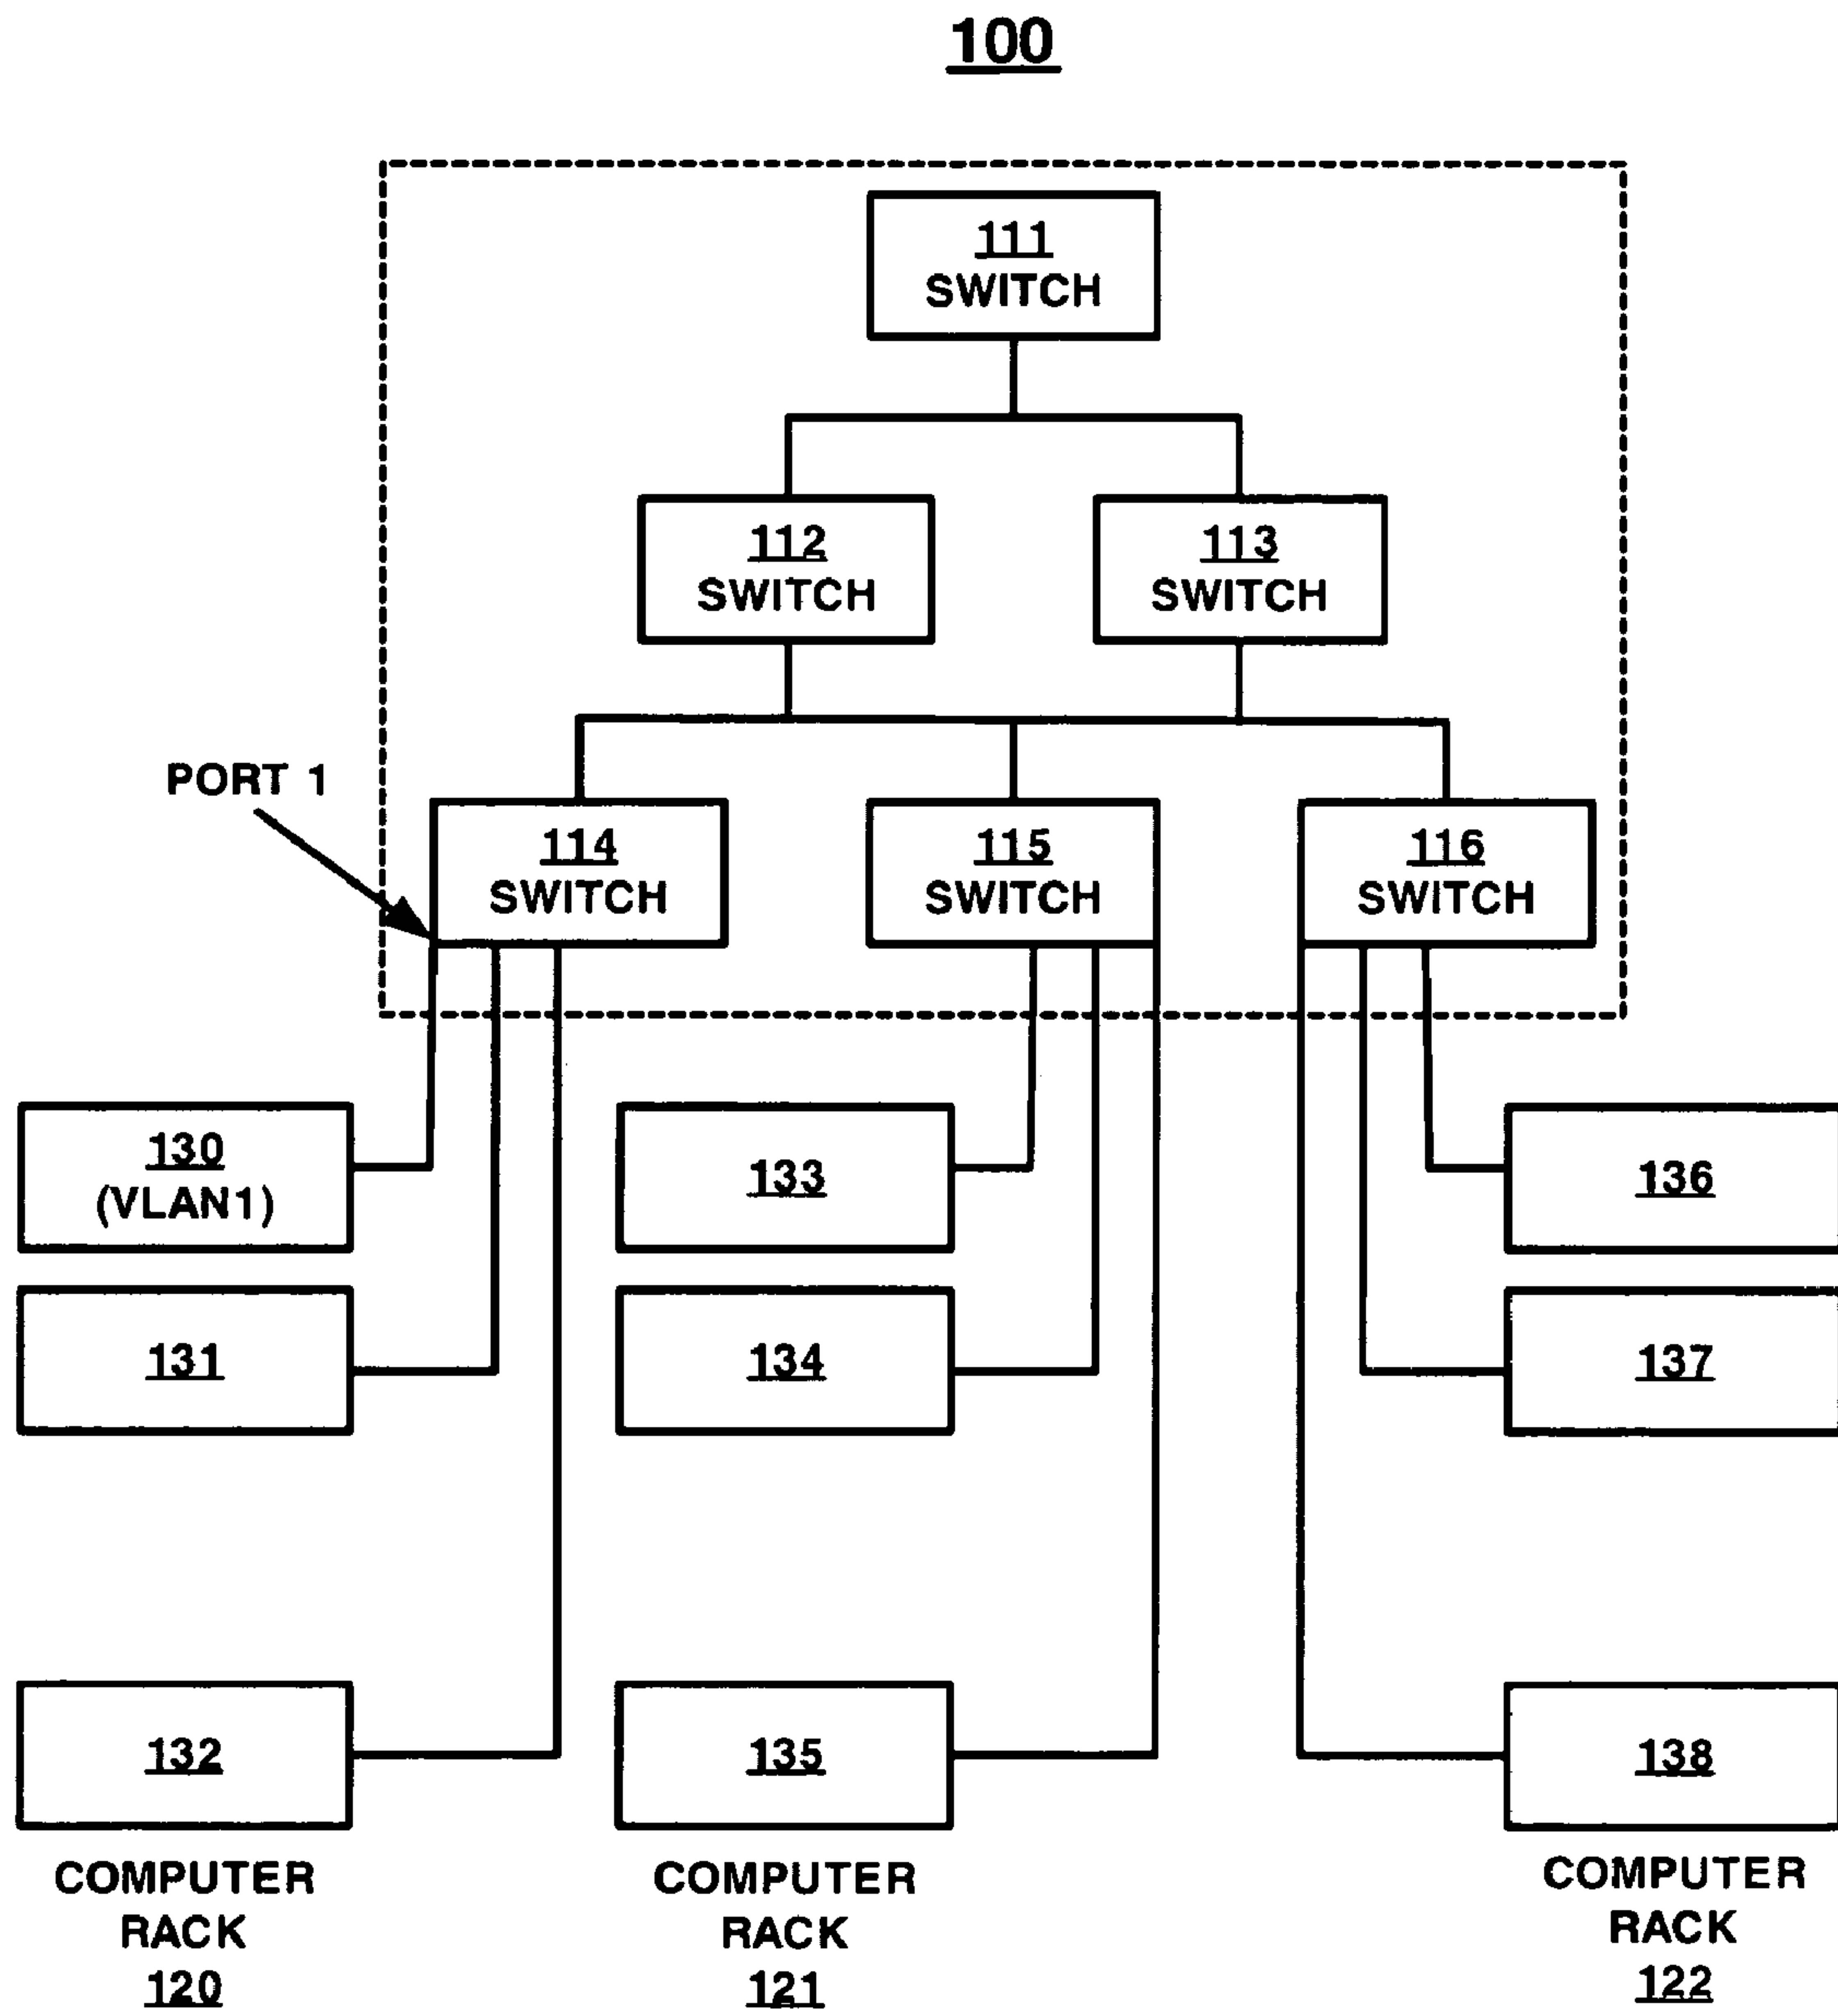 100
111
SWITCH
112
SWITCH
113
SWITCH
PORT 1
114
SWITCH
115
SWITCH
116
SWITCH
130
(VLAN1)
133
136
131
134
137
132
135
138
COMPUTER
RACK
120
COMPUTER
RACK
121
COMPUTER
RACK
122